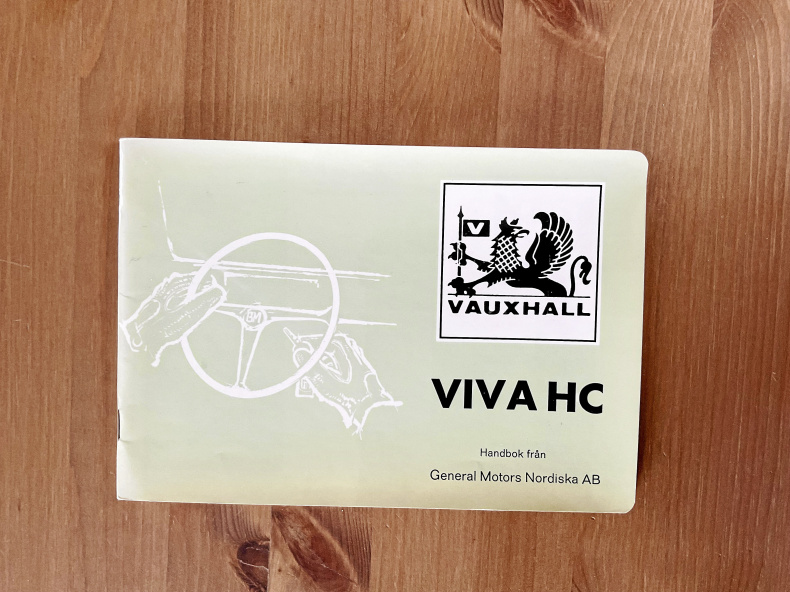 V
VAUXHALL
VIVA HC
Handbok från
General Motors Nordiska AB